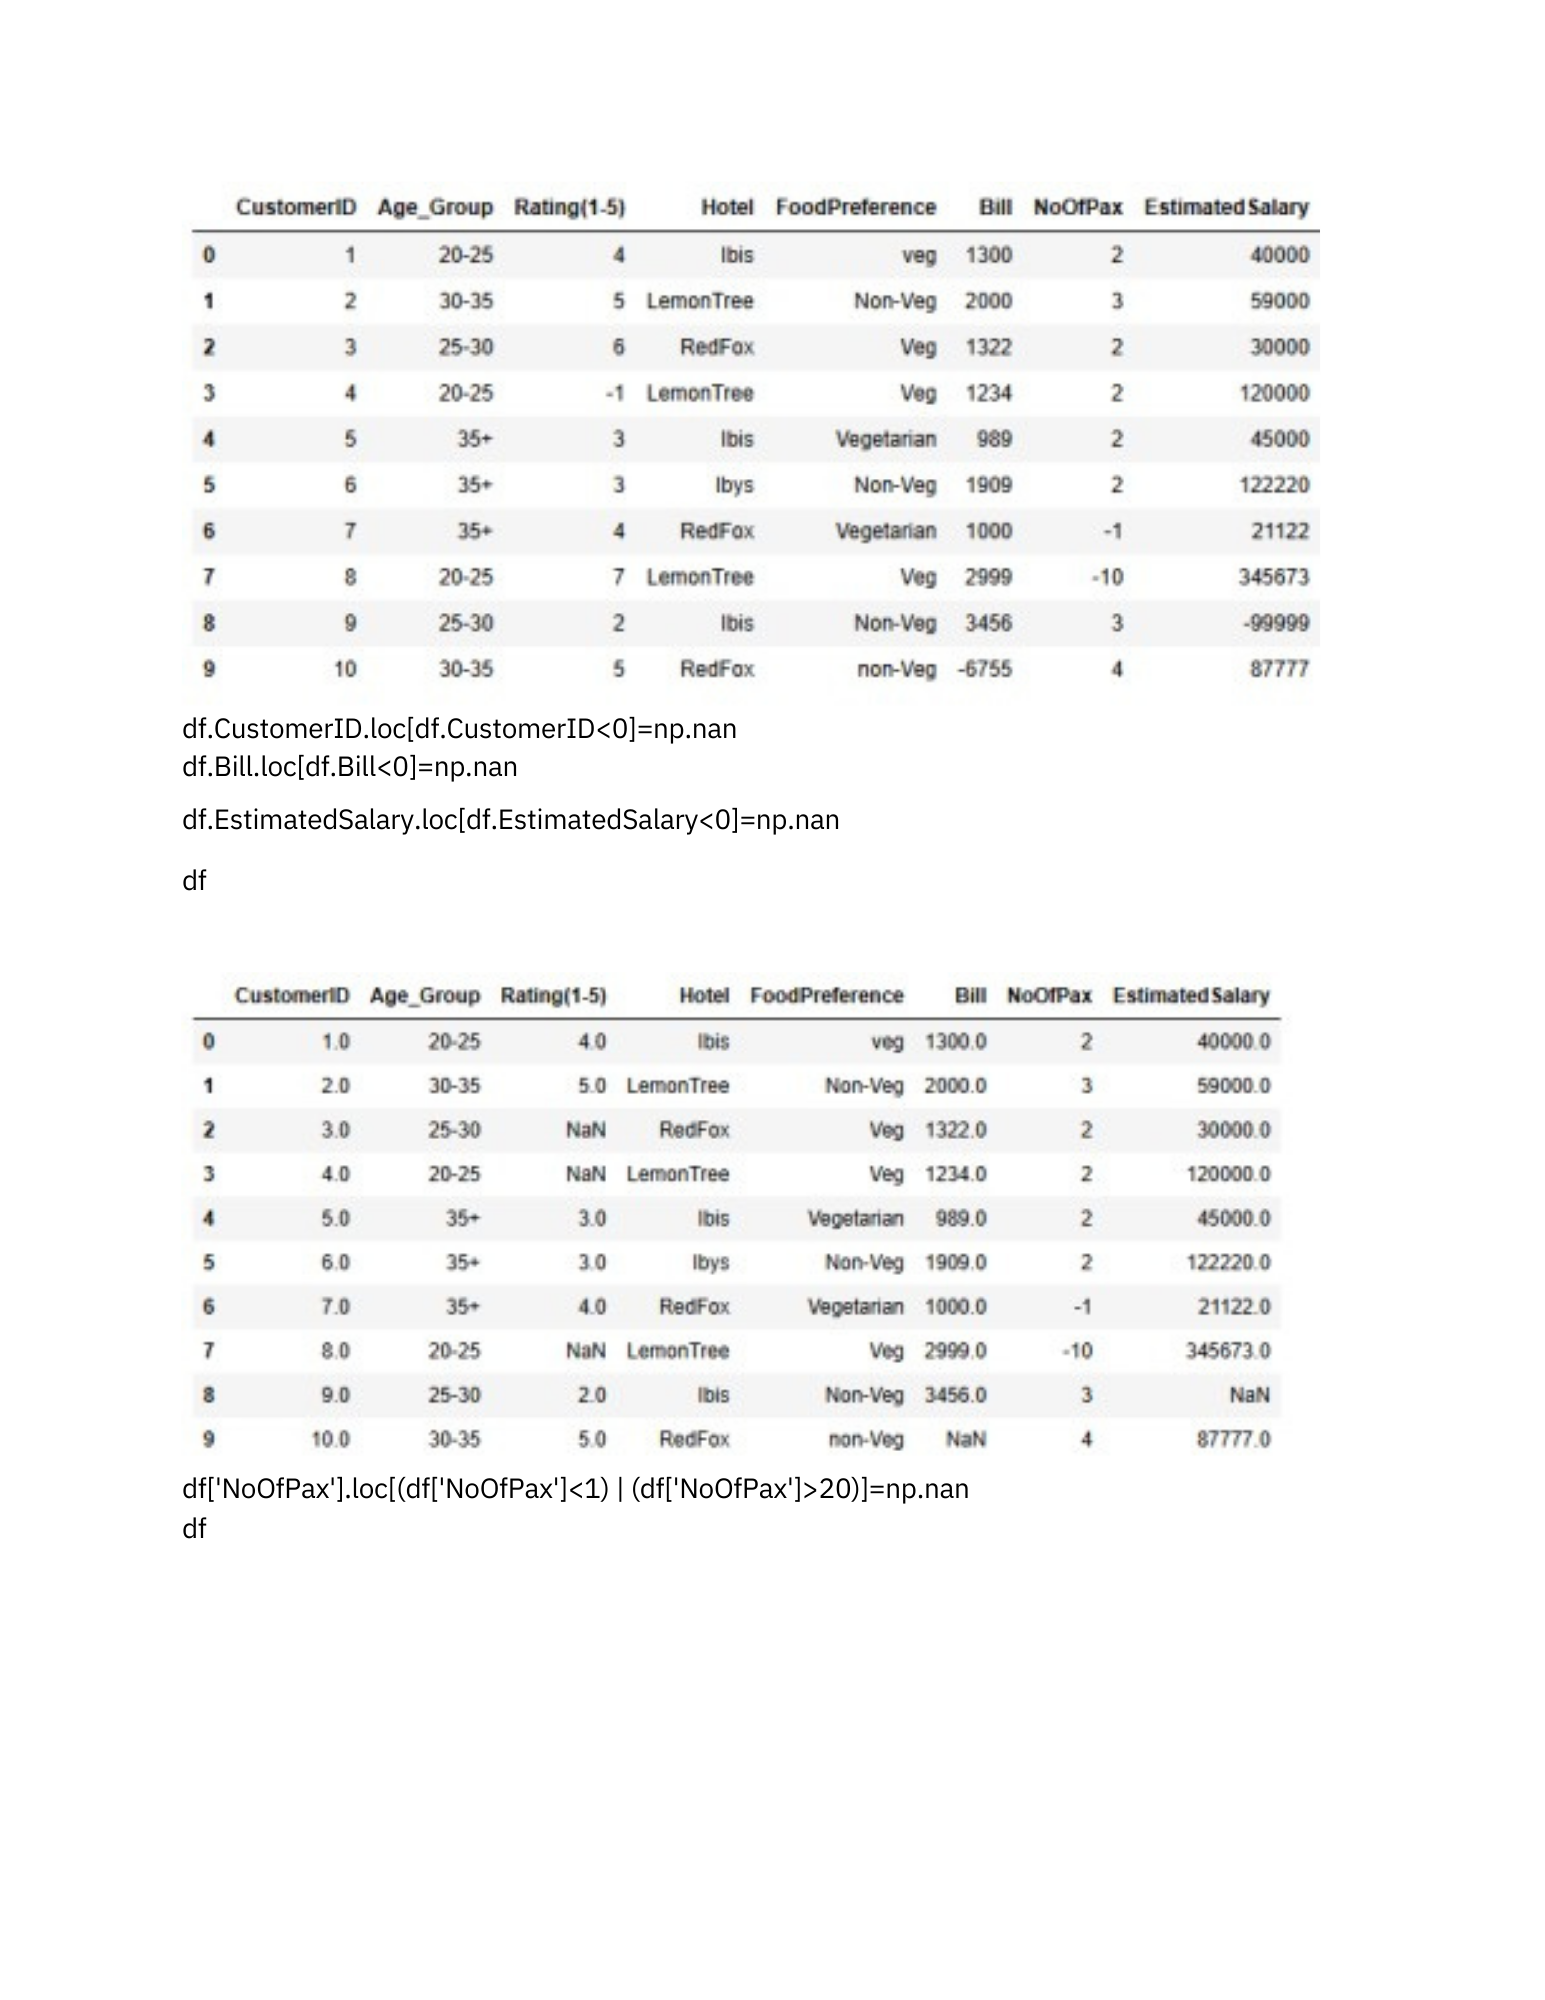 CustomerID Age_Group Rating(1-5) Hotel FoodPreference Bill NoOfPax EstimatedSalary
0 1 20-25 4 Ibis veg 1300 2 40000
1 2 30-35 5 LemonTree Non-Veg 2000 3 59000
2 3 25-30 6 RedFox Veg 1322 2 30000
3 4 20-25 -1 LemonTree Veg 1234 2 120000
4 5 35+ 3 Ibis Vegetarian 989 2 45000
5 6 35+ 3 Ibys Non-Veg 1909 2 122220
6 7 35+ 4 RedFox Vegetarian 1000 -1 21122
7 8 20-25 7 LemonTree Veg 2999 -10 345673
8 9 25-30 2 Ibis Non-Veg 3456 3 -99999
9 10 30-35 5 RedFox non-Veg -6755 4 87777
df.CustomerID.loc[df.CustomerID<0]=np.nan
df.Bill.loc[df.Bill<0]=np.nan
df.EstimatedSalary.loc[df.EstimatedSalary<0]=np.nan
df
CustomerID Age_Group Rating(1-5) Hotel FoodPreference Bill NoOfPax EstimatedSalary
0 1.0 20-25 4.0 Ibis veg 1300.0 2 40000.0
1 2.0 30-35 5.0 LemonTree Non-Veg 2000.0 3 59000.0
2 3.0 25-30 NaN RedFox Veg 1322.0 2 30000.0
3 4.0 20-25 NaN LemonTree Veg 1234.0 2 120000.0
4 5.0 35+ 3.0 Ibis Vegetarian 989.0 2 45000.0
5 6.0 35+ 3.0 Ibys Non-Veg 1909.0 2 122220.0
6 7.0 35+ 4.0 RedFox Vegetarian 1000.0 -1 21122.0
7 8.0 20-25 NaN LemonTree Veg 2999.0 -10 345673.0
8 9.0 25-30 2.0 Ibis Non-Veg 3456.0 3 NaN
9 10.0 30-35 5.0 RedFox non-Veg NaN 4 87777.0
df['NoOfPax'].loc[(df['NoOfPax']<1) | (df['NoOfPax']>20)]=np.nan
df